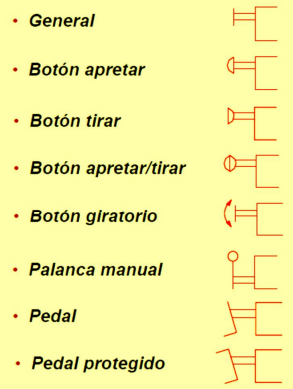 • General
• Botón apretar
• Botón tirar
• Botón apretar/tirar
• Botón giratorio
• Palanca manual
• Pedal
• Pedal protegido